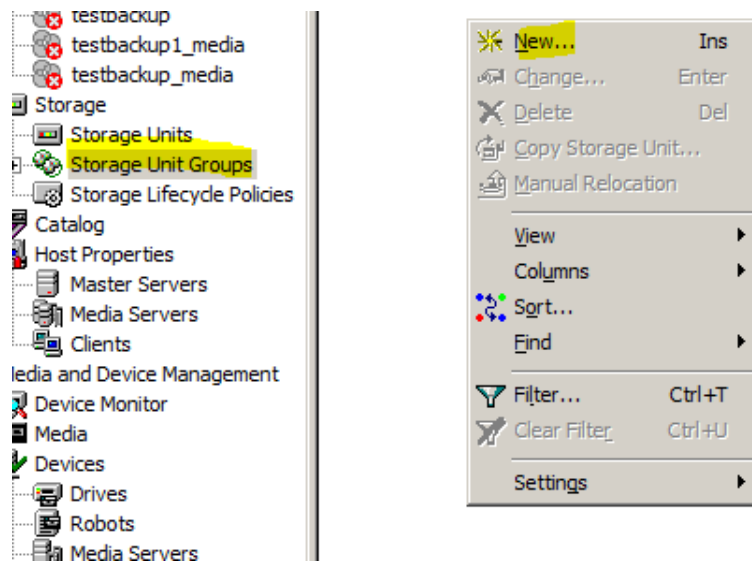 testbackup
testbackup1_media
testbackup_media
Storage
Storage Units
Storage Unit Groups
Storage Lifecycle Policies
Catalog
Host Properties
Master Servers
Media Servers
Clients
edia and Device Management
Device Monitor
Media
Devices
Drives
Robots
Media Servers
New... Ins
Change... Enter
Delete Del
Copy Storage Unit...
Manual Relocation
View
Columns
Sort...
Find
Filter... Ctrl+T
Clear Filter Ctrl+U
Settings